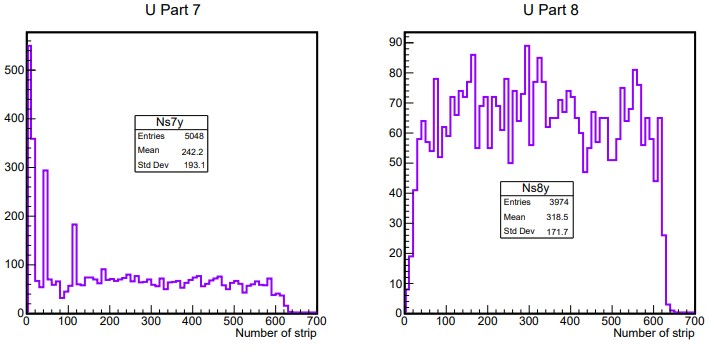 U Part 7
500
400
300
200
100
0
0 100 200 300 400 500 600 700
Number of strip
Ns7y
Entries 5048
Mean 242.2
Std Dev 193.1
U Part 8
90
80
70
60
50
40
30
20
10
0
0 100 200 300 400 500 600 700
Number of strip
Ns8y
Entries 3974
Mean 318.5
Std Dev 171.7